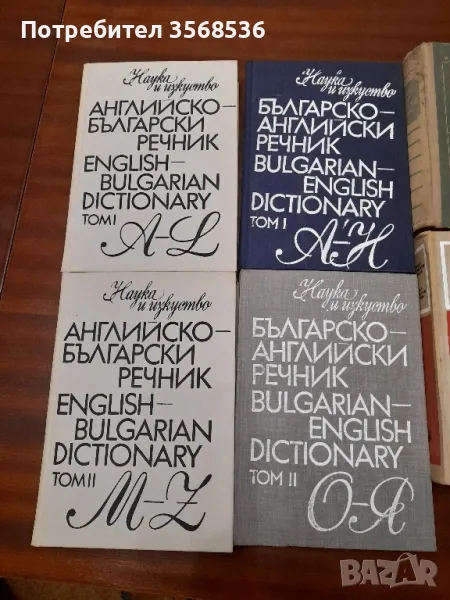 Потребител 3568536
Наука
и изкуство
АНГЛИЙСКО–
БЪЛГАРСКИ
РЕЧНИК
ENGLISH–
BULGARIAN
DICTIONARY
ТОМ I
A–L
Наука
и изкуство
БЪЛГАРСКО–
АНГЛИЙСКИ
РЕЧНИК
BULGARIAN–
ENGLISH
DICTIONARY
ТОМ I
А–Н
Наука
и изкуство
АНГЛИЙСКО–
БЪЛГАРСКИ
РЕЧНИК
ENGLISH–
BULGARIAN
DICTIONARY
ТОМ II
M–Z
Наука
и изкуство
БЪЛГАРСКО–
АНГЛИЙСКИ
РЕЧНИК
BULGARIAN–
ENGLISH
DICTIONARY
ТОМ II
О–Я
BAZAR